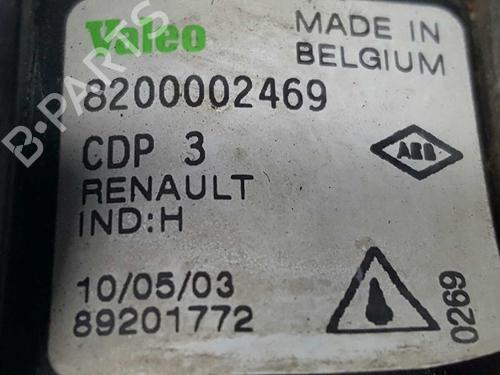 Valeo
MADE IN
BELGIUM
8200002469
CDP 3
RENAULT
IND:H
10/05/03
89201772
0269
B-PARTS